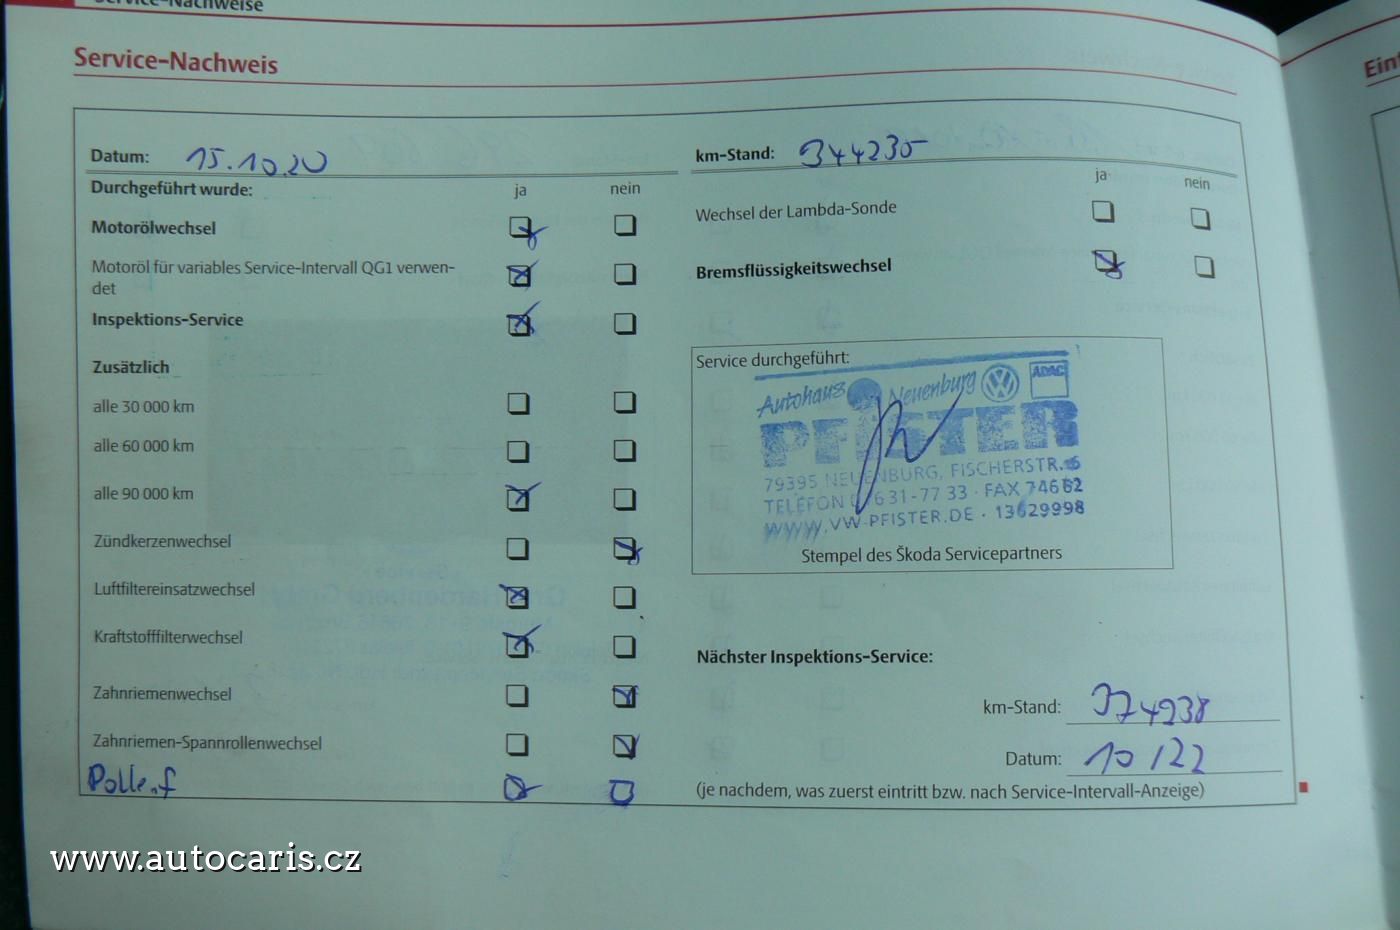 Service-Nachweise
Service-Nachweis
Datum: 15.10.20
Durchgeführt wurde: ja nein
Motorölwechsel
Motoröl für variables Service-Intervall QG1 verwen-
det
Inspektions-Service
Zusätzlich
alle 30 000 km
alle 60 000 km
alle 90 000 km
Zündkerzenwechsel
Luftfiltereinsatzwechsel
Kraftstofffilterwechsel
Zahnriemenwechsel
Zahnriemen-Spannrollenwechsel
Pollenf
km-Stand: 344235
ja nein
Wechsel der Lambda-Sonde
Bremsflüssigkeitswechsel
Service durchgeführt:
Autohaus Neuenburg ADAC
PFISTER
79395 NEUENBURG, FISCHERSTR. 6
TELEFON 07631-77 33 · FAX 74662
WWW.VW-PFISTER.DE · 13629998
Stempel des Škoda Servicepartners
Nächster Inspektions-Service:
km-Stand: 374238
Datum: 10/22
(je nachdem, was zuerst eintritt bzw. nach Service-Intervall-Anzeige)
www.autocaris.cz